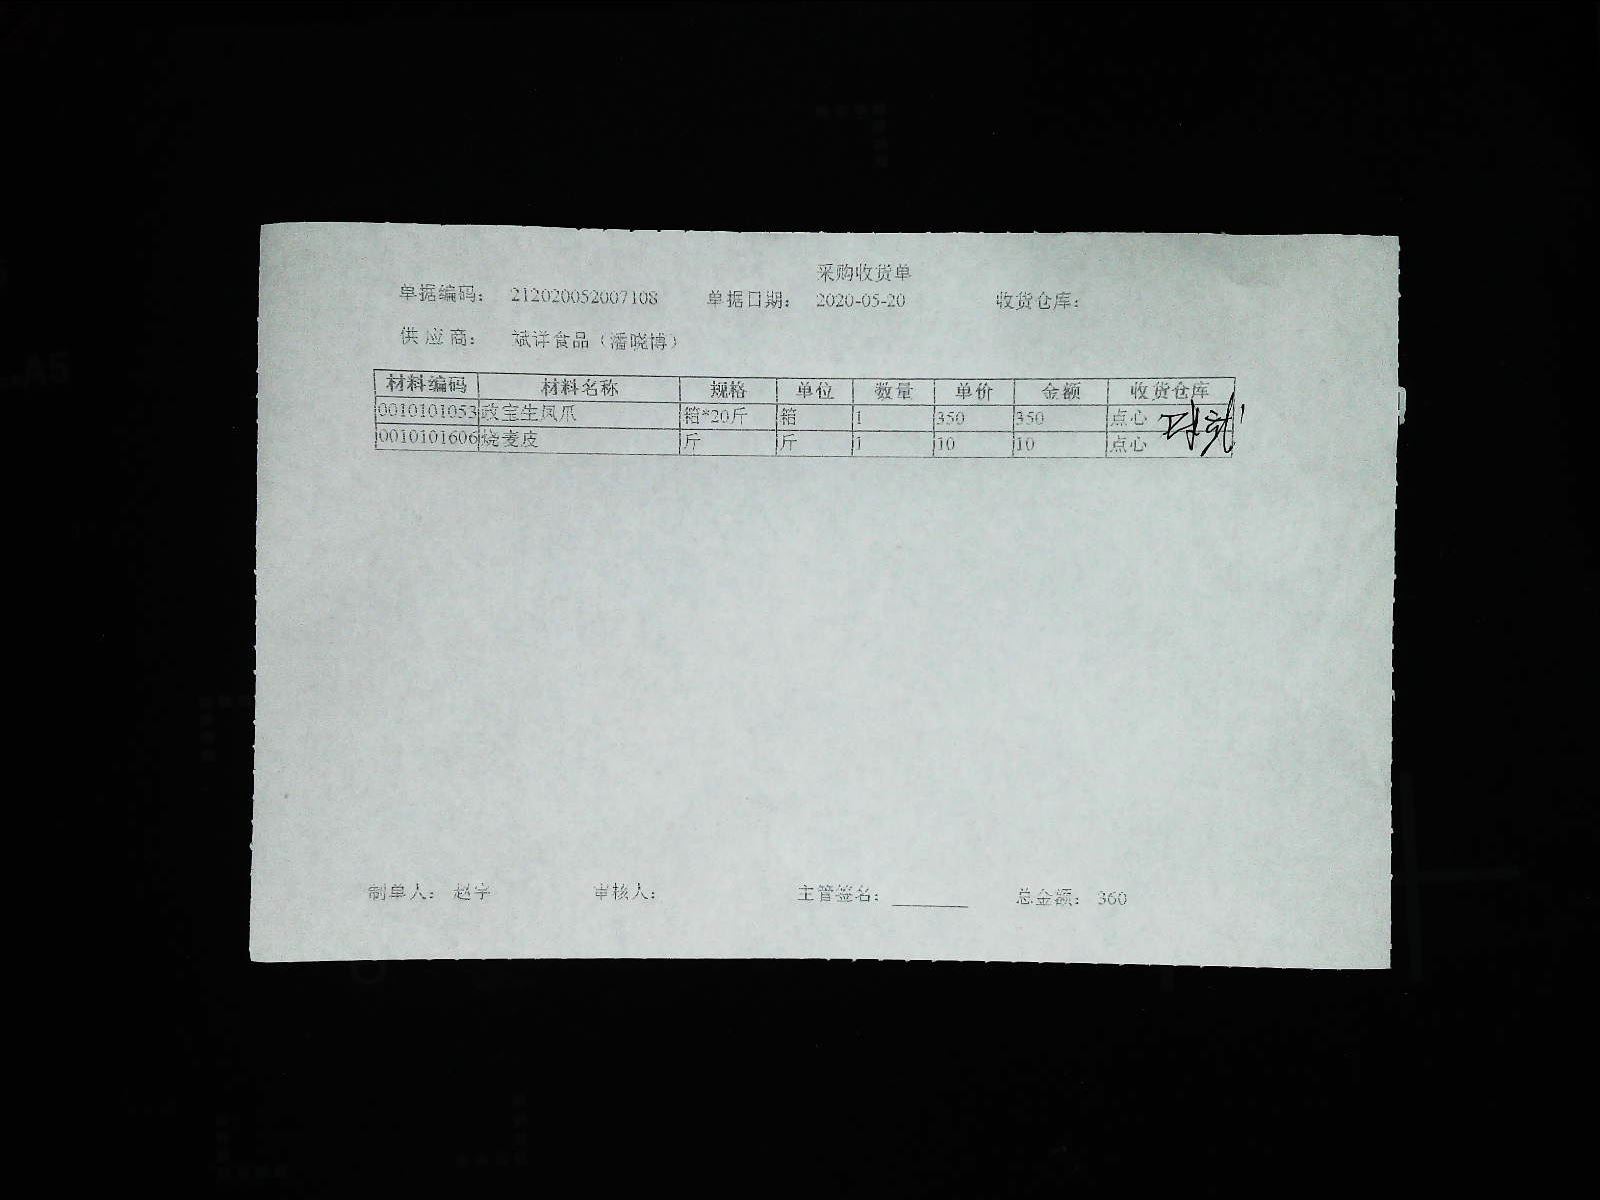 采购收货单
单据编码： 212020052007108 单据日期： 2020-05-20 收货仓库：
供应商： 斌洋食品（潘晓博）
材料编码 材料名称 规格 单位 数量 单价 金额 收货仓库
0010101053 政宝生凤爪 箱*20斤 箱 1 350 350 点心
0010101606 烧麦皮 斤 斤 1 10 10 点心
制单人： 赵宇 审核人： 主管签名： 总金额： 360